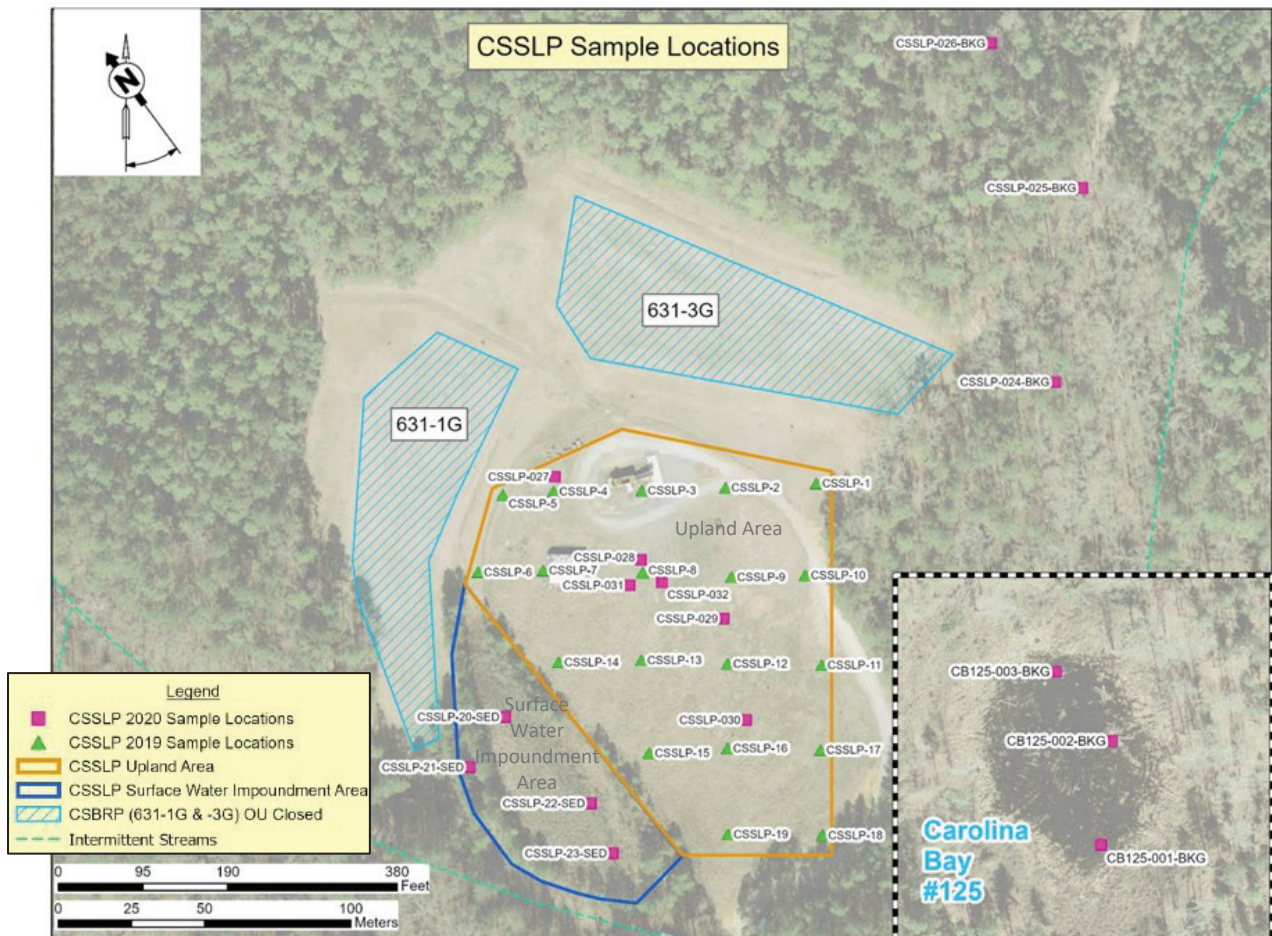 CSSLP Sample Locations
N
CSSLP-026-BKG
CSSLP-025-BKG
631-3G
CSSLP-024-BKG
631-1G
CSSLP-027
CSSLP-4
CSSLP-3
CSSLP-2
CSSLP-1
CSSLP-5
Upland Area
CSSLP-028
CSSLP-6
CSSLP-7
CSSLP-8
CSSLP-9
CSSLP-10
CSSLP-031
CSSLP-032
CSSLP-029
CSSLP-14
CSSLP-13
CSSLP-12
CSSLP-11
CB125-003-BKG
CSSLP-20-SED
Surface
Water
Impoundment
Area
CSSLP-030
CB125-002-BKG
CSSLP-21-SED
CSSLP-15
CSSLP-16
CSSLP-17
CSSLP-22-SED
CSSLP-19
CSSLP-18
CSSLP-23-SED
CB125-001-BKG
Carolina
Bay
#125
Legend
CSSLP 2020 Sample Locations
CSSLP 2019 Sample Locations
CSSLP Upland Area
CSSLP Surface Water Impoundment Area
CSBRP (631-1G & -3G) OU Closed
Intermittent Streams
0 95 190 380
Feet
0 25 50 100
Meters